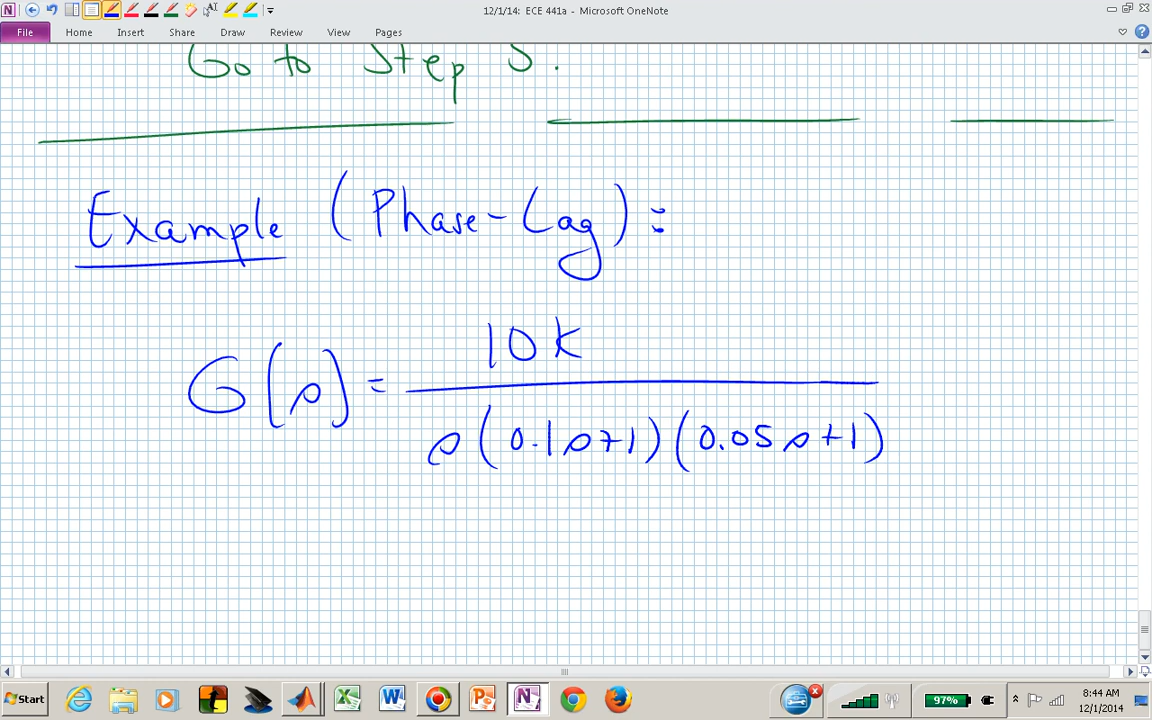 12/1/14: ECE 441a - Microsoft OneNote
File Home Insert Share Draw Review View Pages
Go to Step 5.
Example (Phase-Lag):
10K
G(s) = ―――
s(0.1s+1)(0.05s+1)
Start
97%
8:44 AM
12/1/2014